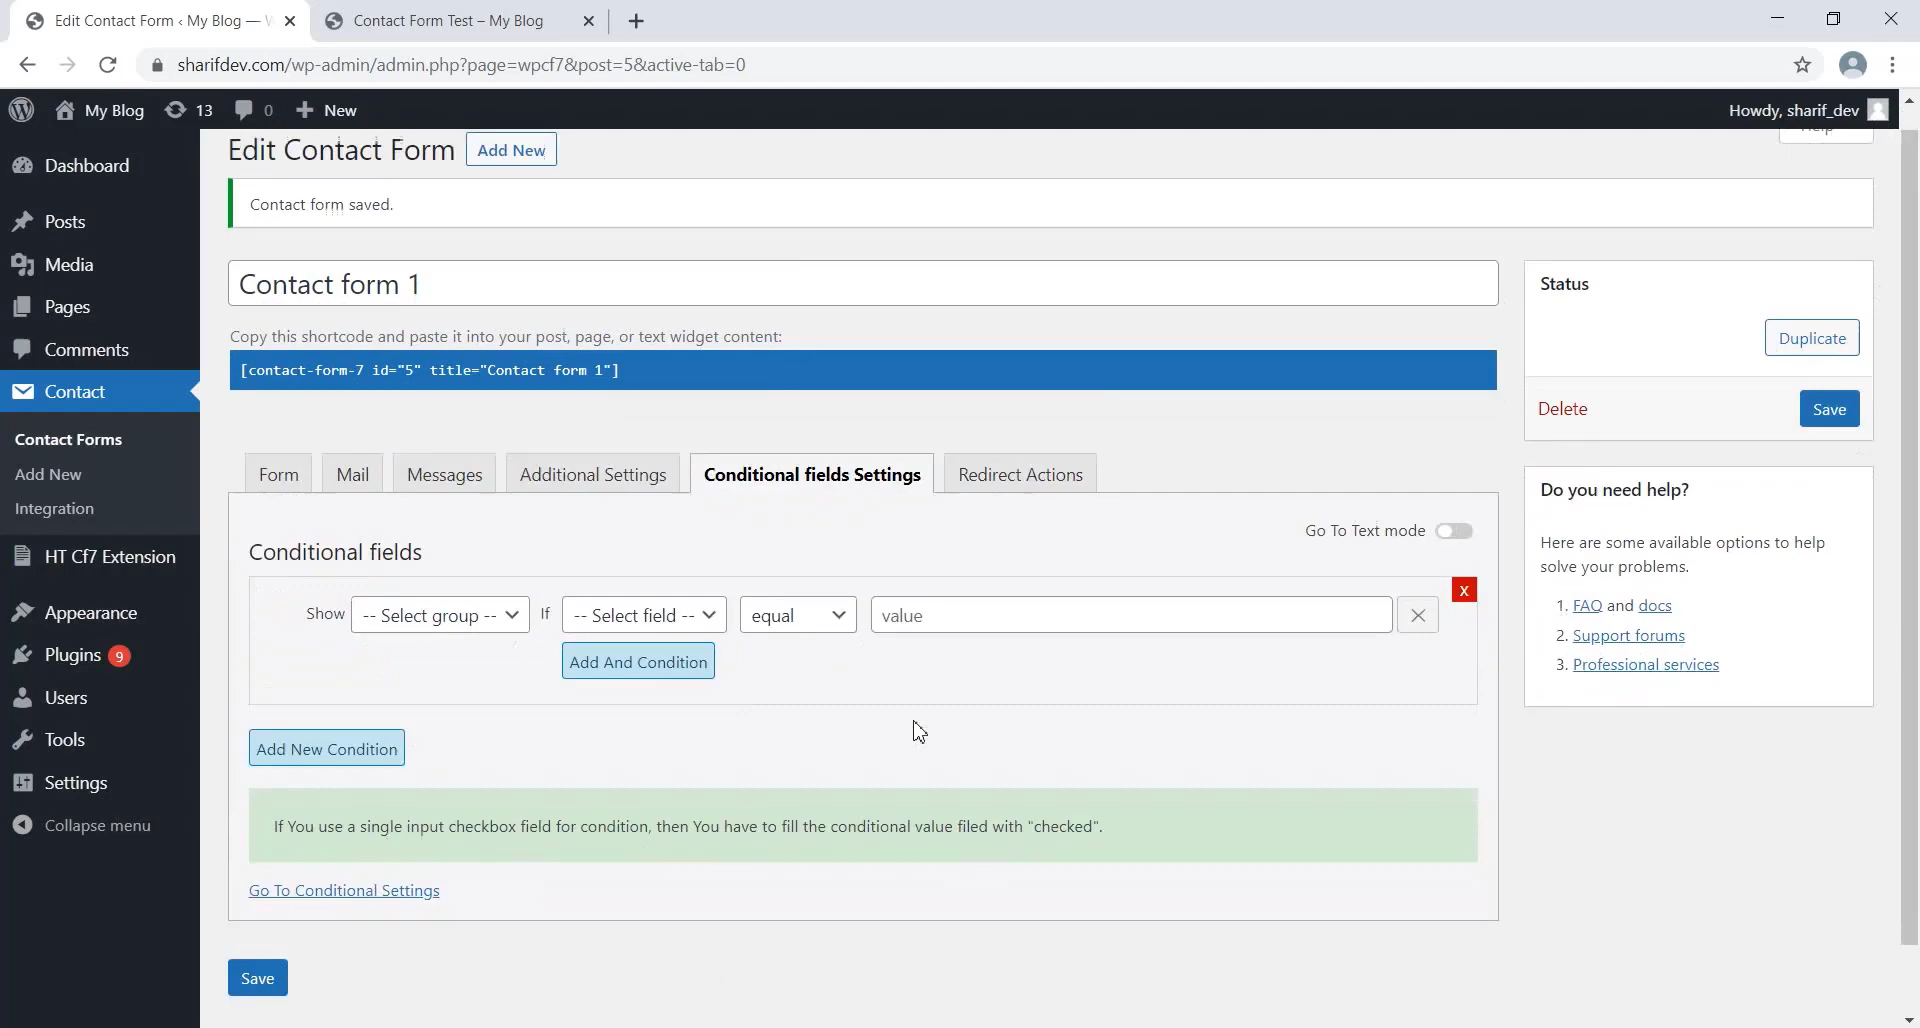 Edit Contact Form ‹ My Blog —
Contact Form Test – My Blog
sharifdev.com/wp-admin/admin.php?page=wpcf7&post=5&active-tab=0
My Blog
13
0
New
Howdy, sharif_dev
Dashboard
Posts
Media
Pages
Comments
Contact
Contact Forms
Add New
Integration
HT Cf7 Extension
Appearance
Plugins 9
Users
Tools
Settings
Collapse menu
Help
Edit Contact Form
Add New
Contact form saved.
Contact form 1
Copy this shortcode and paste it into your post, page, or text widget content:
[contact-form-7 id="5" title="Contact form 1"]
Status
Duplicate
Delete
Save
Form
Mail
Messages
Additional Settings
Conditional fields Settings
Redirect Actions
Go To Text mode
Conditional fields
x
Show
-- Select group --
If
-- Select field --
equal
value
Add And Condition
Add New Condition
If You use a single input checkbox field for condition, then You have to fill the conditional value filed with "checked".
Go To Conditional Settings
Save
Do you need help?
Here are some available options to help
solve your problems.
1. FAQ and docs
2. Support forums
3. Professional services